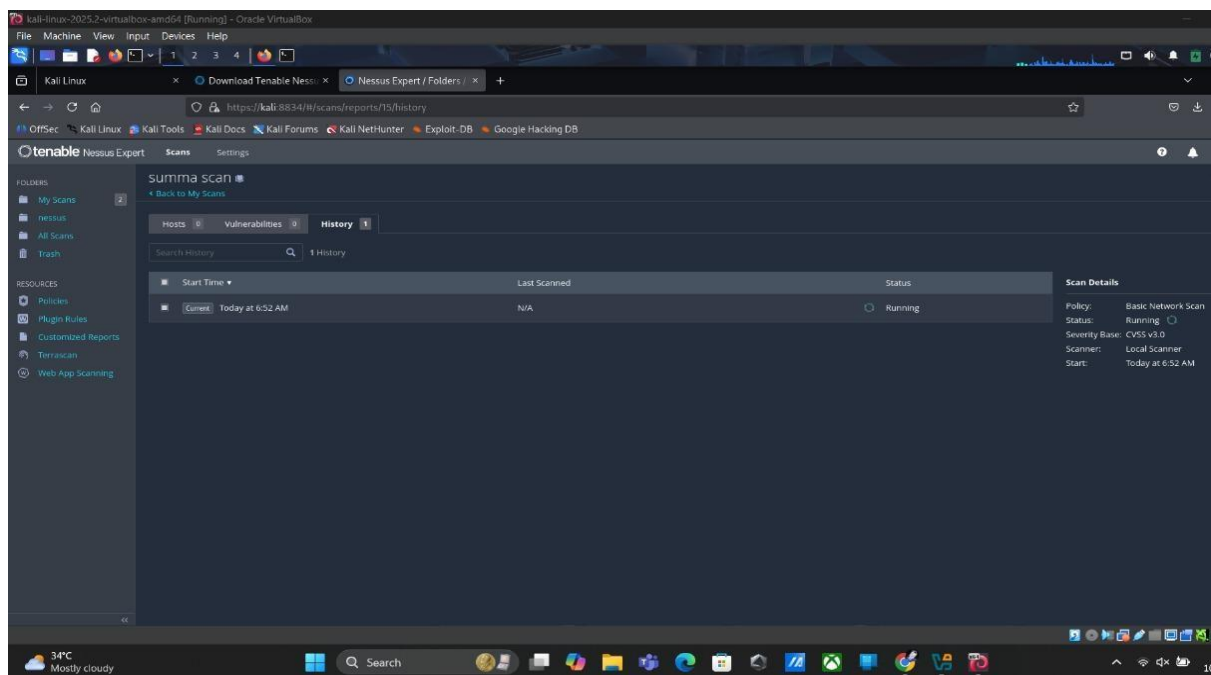 kali-linux-2025.2-virtualbox-amd64 [Running] - Oracle VirtualBox
File Machine View Input Devices Help
1 2 3 4
Kali Linux × Download Tenable Nessu × Nessus Expert / Folders / × +
https://kali:8834/#/scans/reports/15/history
OffSec Kali Linux Kali Tools Kali Docs Kali Forums Kali NetHunter Exploit-DB Google Hacking DB
tenable Nessus Expert Scans Settings
FOLDERS
My Scans 2
nessus
All Scans
Trash
RESOURCES
Policies
Plugin Rules
Customized Reports
Terrascan
Web App Scanning
summa scan
Back to My Scans
Hosts 0 Vulnerabilities 0 History 1
Search History 1 History
Start Time Last Scanned Status
Current Today at 6:52 AM N/A Running
Scan Details
Policy: Basic Network Scan
Status: Running
Severity Base: CVSS v3.0
Scanner: Local Scanner
Start: Today at 6:52 AM
34°C
Mostly cloudy
Search